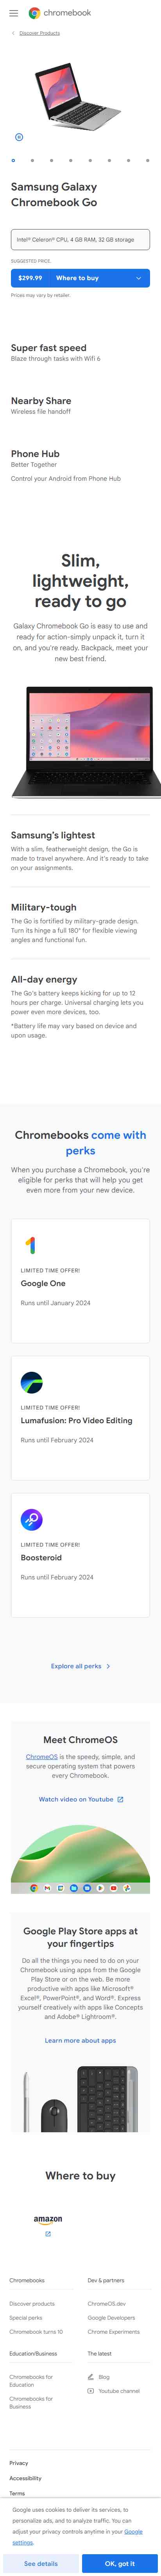 chromebook
Discover Products
Samsung Galaxy
Chromebook Go
Intel® Celeron® CPU, 4 GB RAM, 32 GB storage
SUGGESTED PRICE
$299.99 Where to buy
Prices may vary by retailer.
Super fast speed
Blaze through tasks with Wifi 6
Nearby Share
Wireless file handoff
Phone Hub
Better Together
Control your Android from Phone Hub
Slim,
lightweight,
ready to go
Galaxy Chromebook Go is easy to use and
ready for action-simply unpack it, turn it
on, and you're ready. Backpack, meet your
new best friend.
Samsung's lightest
With a slim, featherweight design, the Go is
made to travel anywhere. And it's ready to take
on your assignments.
Military-tough
The Go is fortified by military-grade design.
Turn its hinge a full 180° for flexible viewing
angles and functional fun.
All-day energy
The Go's battery keeps kicking for up to 12
hours per charge. Universal charging lets you
power even more devices, too.
*Battery life may vary based on device and
upon usage.
Chromebooks come with
perks
When you purchase a Chromebook, you're
eligible for perks that will help you get
even more from your new device.
LIMITED TIME OFFER!
Google One
Runs until January 2024
LIMITED TIME OFFER!
Lumafusion: Pro Video Editing
Runs until February 2024
LIMITED TIME OFFER!
Boosteroid
Runs until February 2024
Explore all perks
Meet ChromeOS
ChromeOS is the speedy, simple, and
secure operating system that powers
every Chromebook.
Watch video on Youtube
Google Play Store apps at
your fingertips
Do all the things you need to do on your
Chromebook using apps from the Google
Play Store or on the web. Be more
productive with apps like Microsoft®
Excel®, PowerPoint®, and Word®. Express
yourself creatively with apps like Concepts
and Adobe® Lightroom®.
Learn more about apps
Where to buy
amazon
Chromebooks
Dev & partners
Discover products
ChromeOS.dev
Special perks
Google Developers
Chromebook turns 10
Chrome Experiments
Education/Business
The latest
Chromebooks for
Education
Blog
Chromebooks for
Business
Youtube channel
Privacy
Accessibility
Terms
Google uses cookies to deliver its services, to
personalize ads, and to analyze traffic. You can
adjust your privacy controls anytime in your Google
settings.
See details
OK, got it